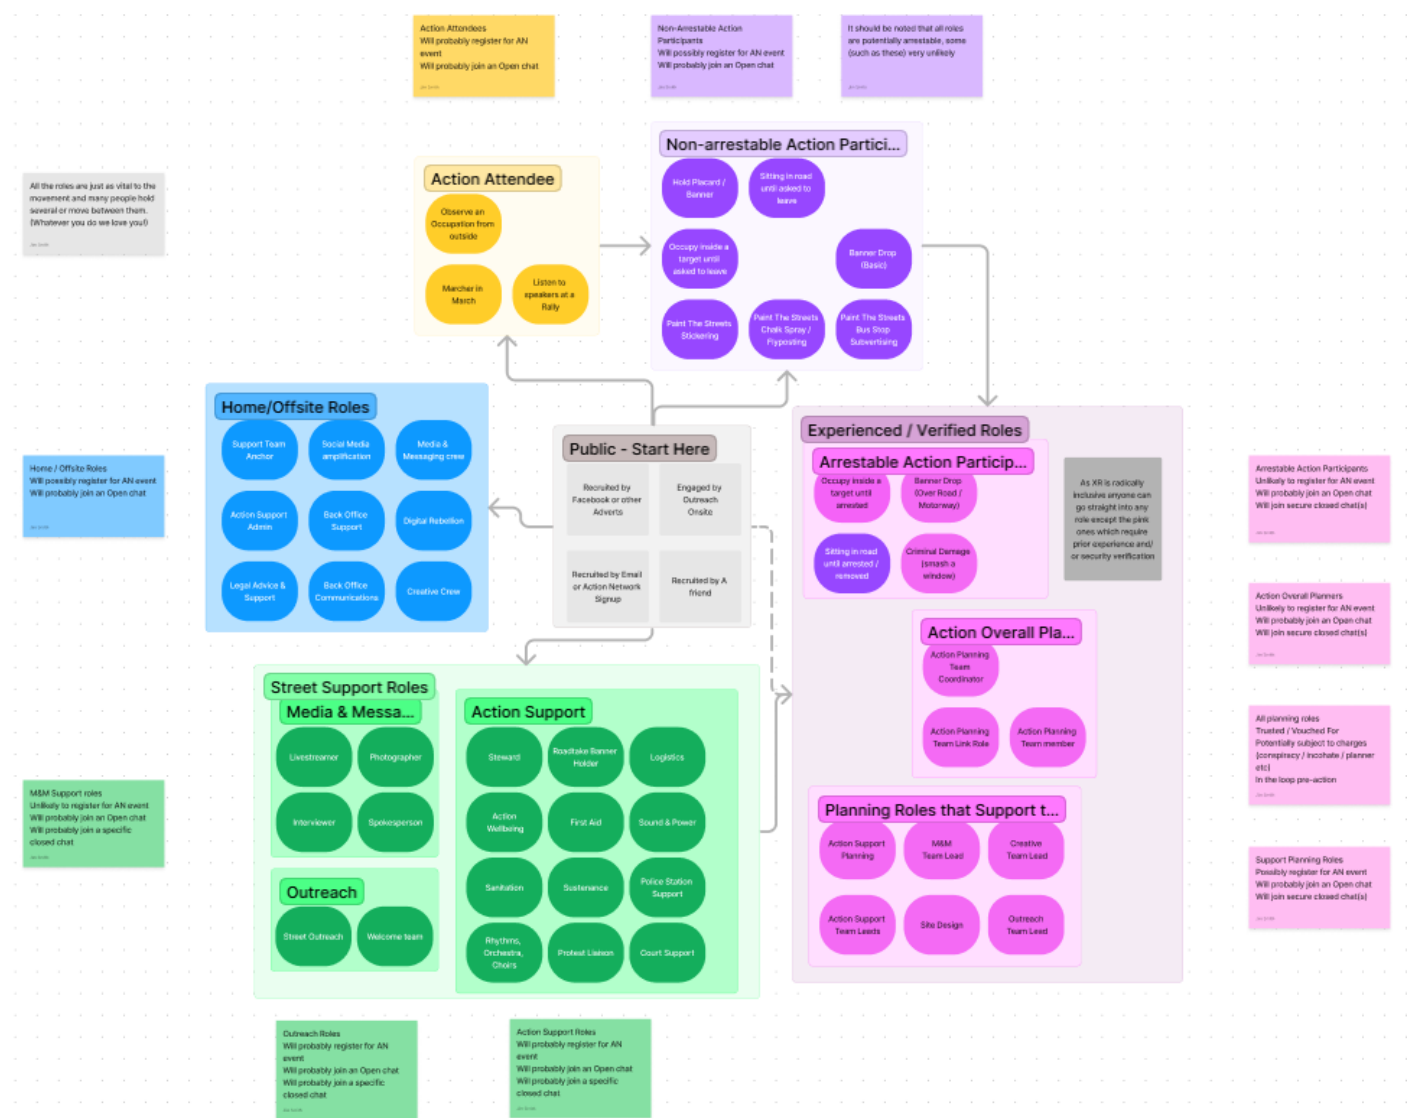 Action Attendees
Will probably register for AN
event
Will probably join an Open chat
Non-Arrestable Action
Participants
Will possibly register for AN event
Will probably join an Open chat
It should be noted that all roles
are potentially arrestable, some
(such as these) very unlikely
All the roles are just as vital to the
movement and many people hold
several or move between them.
(Whatever you do we love you!)
Action Attendee
Observe an
Occupation from
outside
Marcher in
March
Listen to
speakers at a
Rally
Non-arrestable Action Partici...
Hold Placard /
Banner
Sitting in road
until asked to
leave
Occupy inside a
target until
asked to leave
Banner Drop
(Basic)
Paint The Streets
Stickering
Paint The Streets
Chalk Spray /
Flyposting
Paint The Streets
Bus Stop
Subvertising
Home/Offsite Roles
Support Team
Anchor
Social Media
amplification
Media &
Messaging crew
Action Support
Admin
Back Office
Support
Digital Rebellion
Legal Advice &
Support
Back Office
Communications
Creative Crew
Home / Offsite Roles
Will possibly register for AN event
Will probably join an Open chat
Public - Start Here
Recruited by
Facebook or other
Adverts
Engaged by
Outreach
Onsite
Recruited by Email
or Action Network
Signup
Recruited by A
friend
Experienced / Verified Roles
Arrestable Action Particip...
Occupy inside a
target until
arrested
Banner Drop
(Over Road /
Motorway)
Sitting in road
until arrested /
removed
Criminal Damage
(smash a
window)
As XR is radically
inclusive anyone can
go straight into any
role except the pink
ones which require
prior experience and/
or security verification
Action Overall Pla...
Action Planning
Team
Coordinator
Action Planning
Team Link Role
Action Planning
Team member
Planning Roles that Support t...
Action Support
Planning
M&M
Team Lead
Creative
Team Lead
Action Support
Team Leads
Site Design
Outreach
Team Lead
Arrestable Action Participants
Unlikely to register for AN event
Will probably join an Open chat
Will join secure closed chat(s)
Action Overall Planners
Unlikely to register for AN event
Will probably join an Open chat
Will join secure closed chat(s)
All planning roles
Trusted / Vouched For
Potentially subject to charges
(conspiracy / incohate / planner
etc)
In the loop pre-action
Support Planning Roles
Possibly register for AN event
Will probably join an Open chat
Will join secure closed chat(s)
Street Support Roles
Media & Messa...
Livestreamer
Photographer
Interviewer
Spokesperson
Outreach
Street Outreach
Welcome team
Action Support
Steward
Roadtake Banner
Holder
Logistics
Action
Wellbeing
First Aid
Sound & Power
Sanitation
Sustenance
Police Station
Support
Rhythms,
Orchestra,
Choirs
Protest Liaison
Court Support
M&M Support roles
Unlikely to register for AN event
Will probably join an Open chat
Will probably join a specific
closed chat
Outreach Roles
Will probably register for AN
event
Will probably join an Open chat
Will probably join a specific
closed chat
Action Support Roles
Will probably register for AN
event
Will probably join an Open chat
Will probably join a specific
closed chat